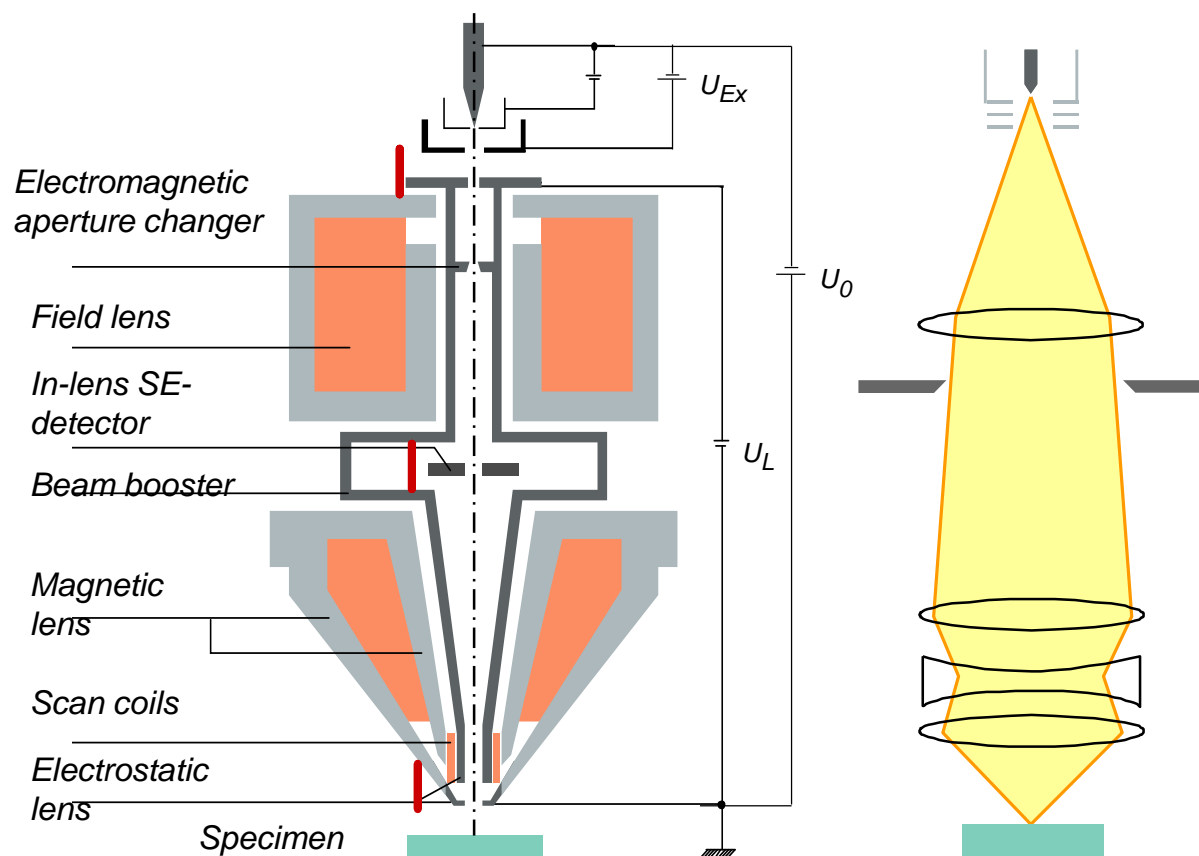 U_Ex
Electromagnetic
aperture changer
U_0
Field lens
In-lens SE-
detector
U_L
Beam booster
Magnetic
lens
Scan coils
Electrostatic
lens
Specimen